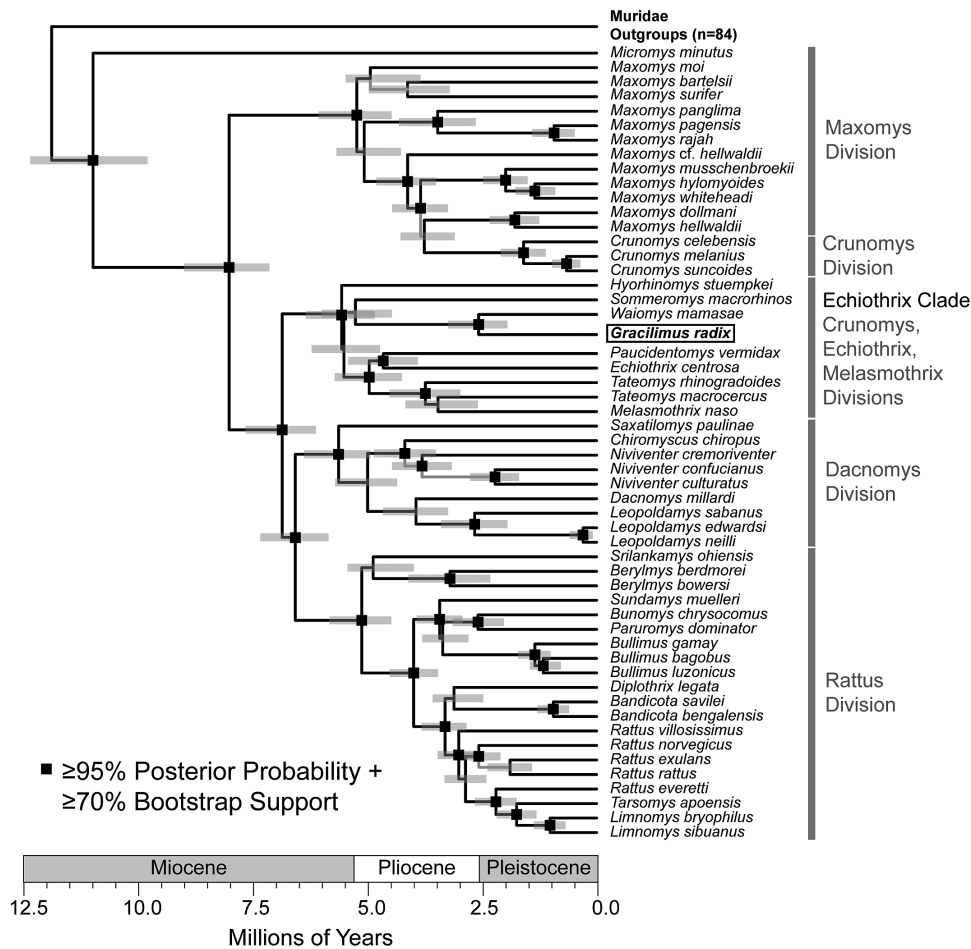 Muridae
Outgroups (n=84)
Micromys minutus
Maxomys moi
Maxomys bartelsii
Maxomys surifer
Maxomys panglima
Maxomys pagensis
Maxomys rajah
Maxomys cf. hellwaldii
Maxomys musschenbroekii
Maxomys hylomyoides
Maxomys whiteheadi
Maxomys dollmani
Maxomys hellwaldii
Crunomys celebensis
Crunomys melanius
Crunomys suncoides
Hyorhinomys stuempkei
Sommeromys macrorhinos
Waiomys mamasae
Gracilimus radix
Paucidentomys vermidax
Echiothrix centrosa
Tateomys rhinogradoides
Tateomys macrocercus
Melasmothrix naso
Saxatilomys paulinae
Chiromyscus chiropus
Niviventer cremoriventer
Niviventer confucianus
Niviventer culturatus
Dacnomys millardi
Leopoldamys sabanus
Leopoldamys edwardsi
Leopoldamys neilli
Srilankamys ohiensis
Berylmys berdmorei
Berylmys bowersi
Sundamys muelleri
Bunomys chrysocomus
Paruromys dominator
Bullimus gamay
Bullimus bagobus
Bullimus luzonicus
Diplothrix legata
Bandicota savilei
Bandicota bengalensis
Rattus villosissimus
Rattus norvegicus
Rattus exulans
Rattus rattus
Rattus everetti
Tarsomys apoensis
Limnomys bryophilus
Limnomys sibuanus
Maxomys
Division
Crunomys
Division
Echiothrix Clade
Crunomys,
Echiothrix,
Melasmothrix
Divisions
Dacnomys
Division
Rattus
Division
≥95% Posterior Probability +
≥70% Bootstrap Support
Miocene Pliocene Pleistocene
12.5 10.0 7.5 5.0 2.5 0.0
Millions of Years